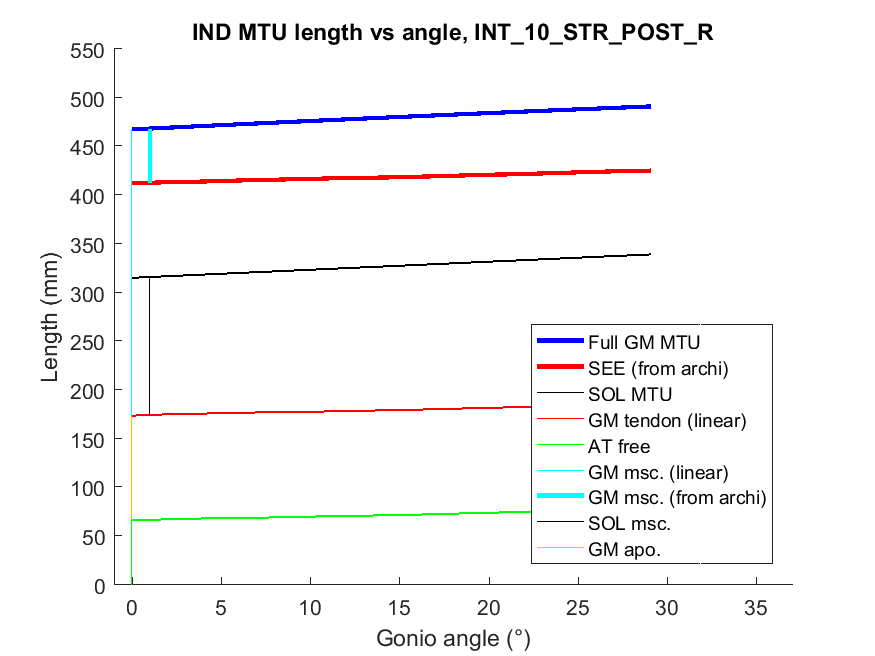 IND MTU length vs angle, INT_10_STR_POST_R
550
500
450
400
350
300
250
200
150
100
50
0
Length (mm)
Full GM MTU
SEE (from archi)
SOL MTU
GM tendon (linear)
AT free
GM msc. (linear)
GM msc. (from archi)
SOL msc.
GM apo.
0 5 10 15 20 25 30 35
Gonio angle (°)